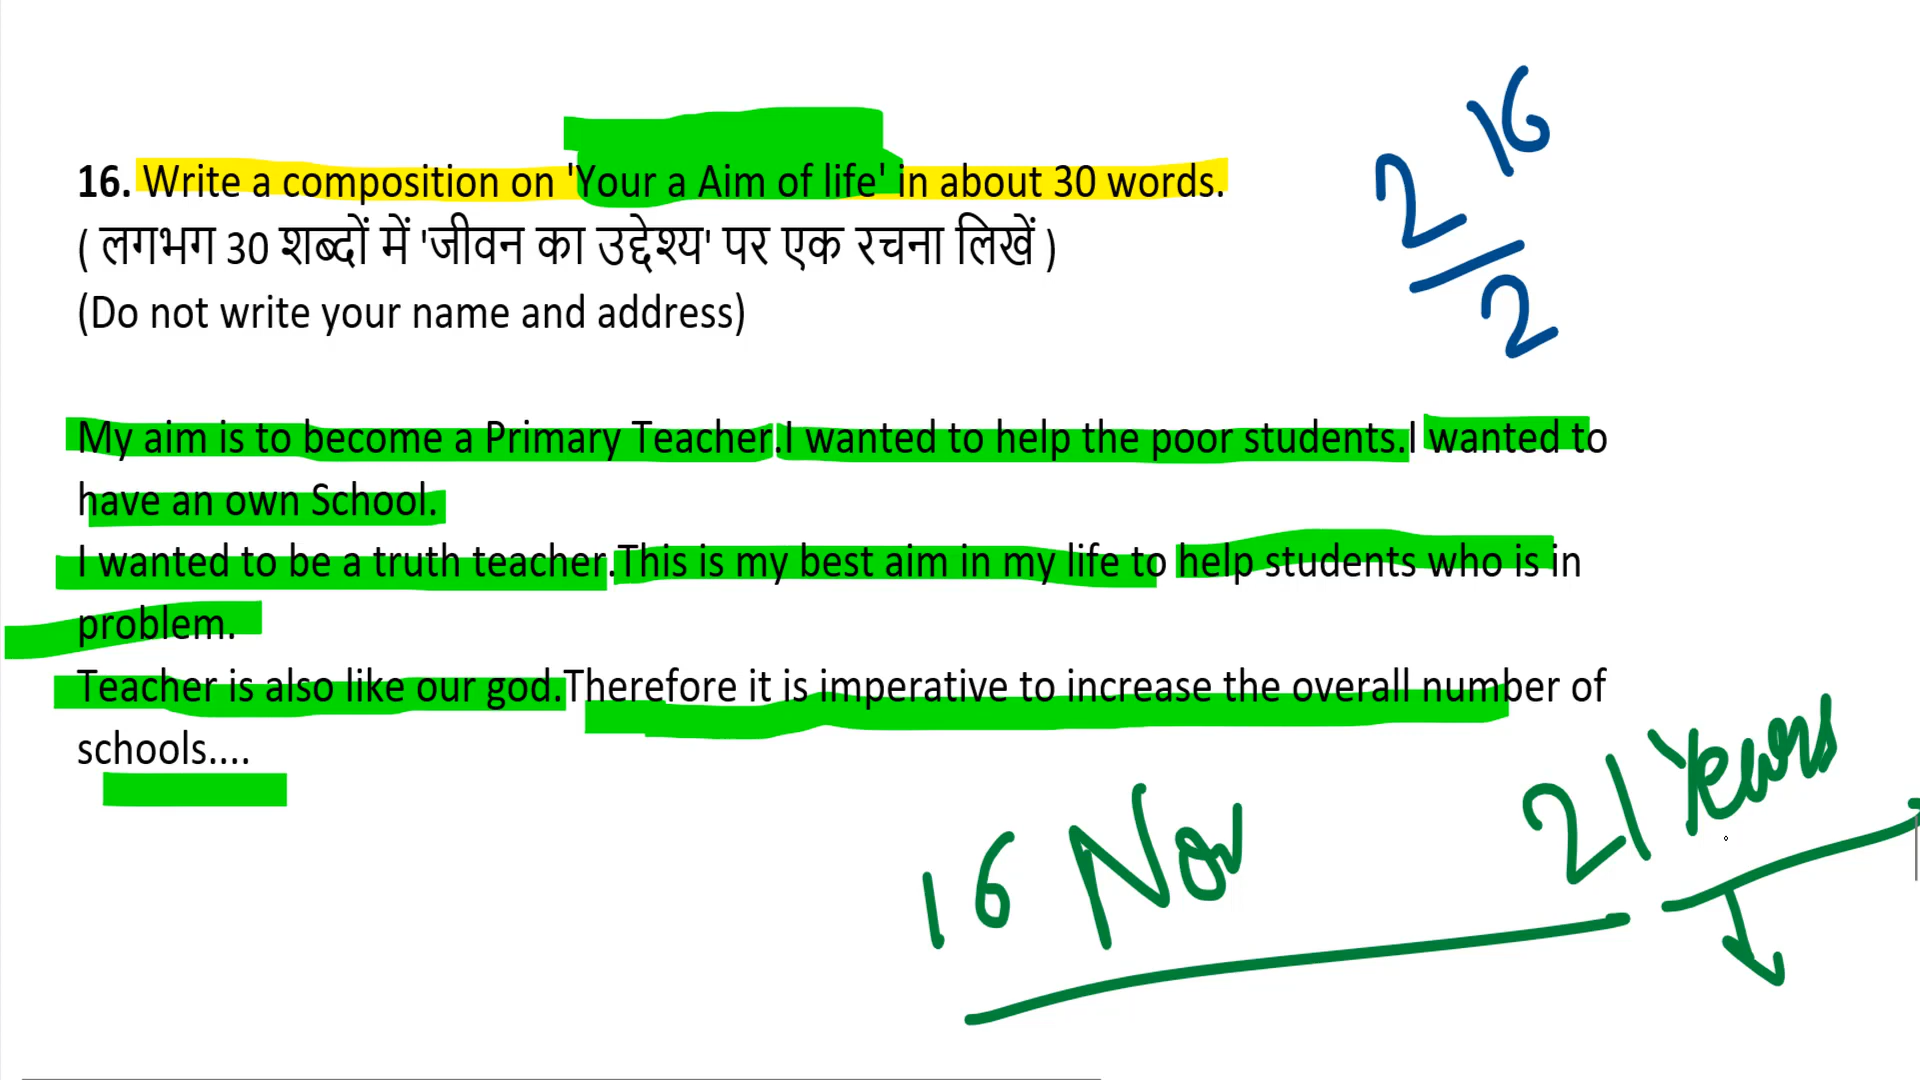 16. Write a composition on 'Your a Aim of life' in about 30 words.
( लगभग 30 शब्दों में 'जीवन का उद्देश्य' पर एक रचना लिखें )
(Do not write your name and address)
16
2
2
My aim is to become a Primary Teacher.I wanted to help the poor students.I wanted to
have an own School.
I wanted to be a truth teacher.This is my best aim in my life to help students who is in
problem.
Teacher is also like our god.Therefore it is imperative to increase the overall number of
schools....
16 Nov
21 Years